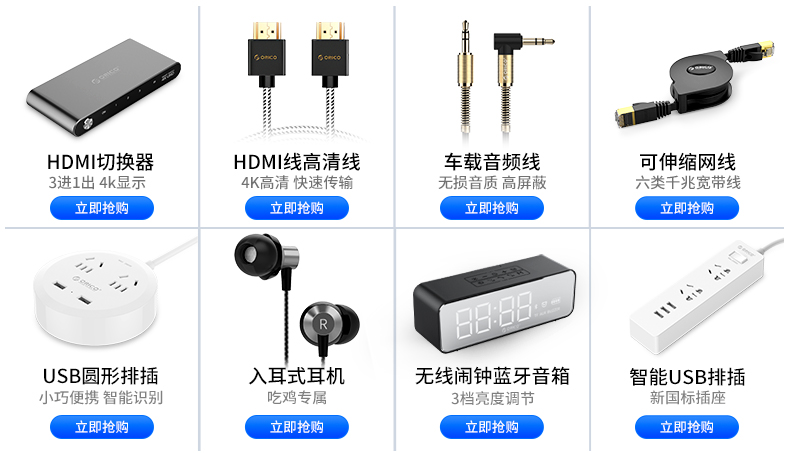 ORICO
HDMI切换器
3进1出 4k显示
立即抢购
ORICO
ORICO
HDMI线高清线
4K高清 快速传输
立即抢购
车载音频线
无损音质 高屏蔽
立即抢购
可伸缩网线
六类千兆宽带线
立即抢购
ORICO
USB圆形排插
小巧便携 智能识别
立即抢购
R
入耳式耳机
吃鸡专属
立即抢购
88:88
无线闹钟蓝牙音箱
3档亮度调节
立即抢购
智能USB排插
新国标插座
立即抢购